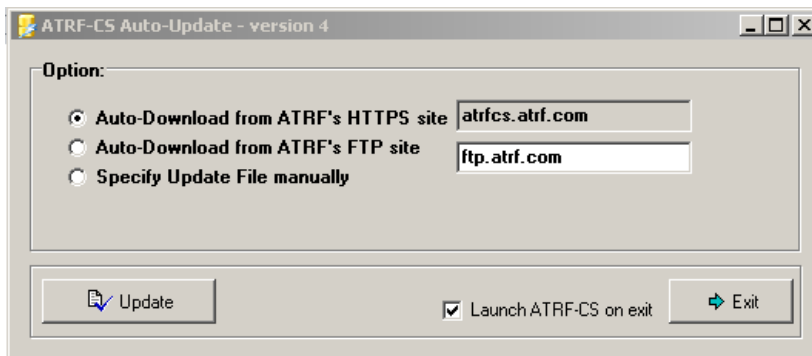 ATRF-CS Auto-Update - version 4
Option:
Auto-Download from ATRF's HTTPS site atrfcs.atrf.com
Auto-Download from ATRF's FTP site ftp.atrf.com
Specify Update File manually
Update
Launch ATRF-CS on exit
Exit